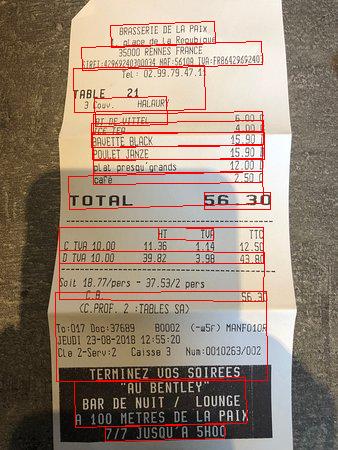 BRASSERIE DE LA PAIX
place de la République
35000 RENNES FRANCE
SIREI:42969240300034 NAF:5610A TVA:FR86429692403
Tel: 02.99.79.47.11
TABLE 21
3 Couv. HALAURY
DE VITTEL 6.00
ICE TEA 4.00
BAVETTE BLACK 15.90
POULET JANZE 15.90
plat presqu'grands 12.00
café 2.50
TOTAL 56.30
HT TVA TTC
C TVA 10.00 11.36 1.14 12.50
D TVA 10.00 39.82 3.98 43.80
Soit 18.77/pers - 37.53/2 pers
C.B. 56.30
(C.PROF. 2 :TABLES SA)
To:017 Doc:37689 B0002 (-a5r) MANF010R
JEUDI 23-08-2018 12:55:20
Cle 2-Serv:2 Caisse 3 Num:0010263/002
TERMINEZ VOS SOIREES
"AU BENTLEY"
BAR DE NUIT / LOUNGE
A 100 METRES DE LA PAIX
7/7 JUSQU'A 5H00